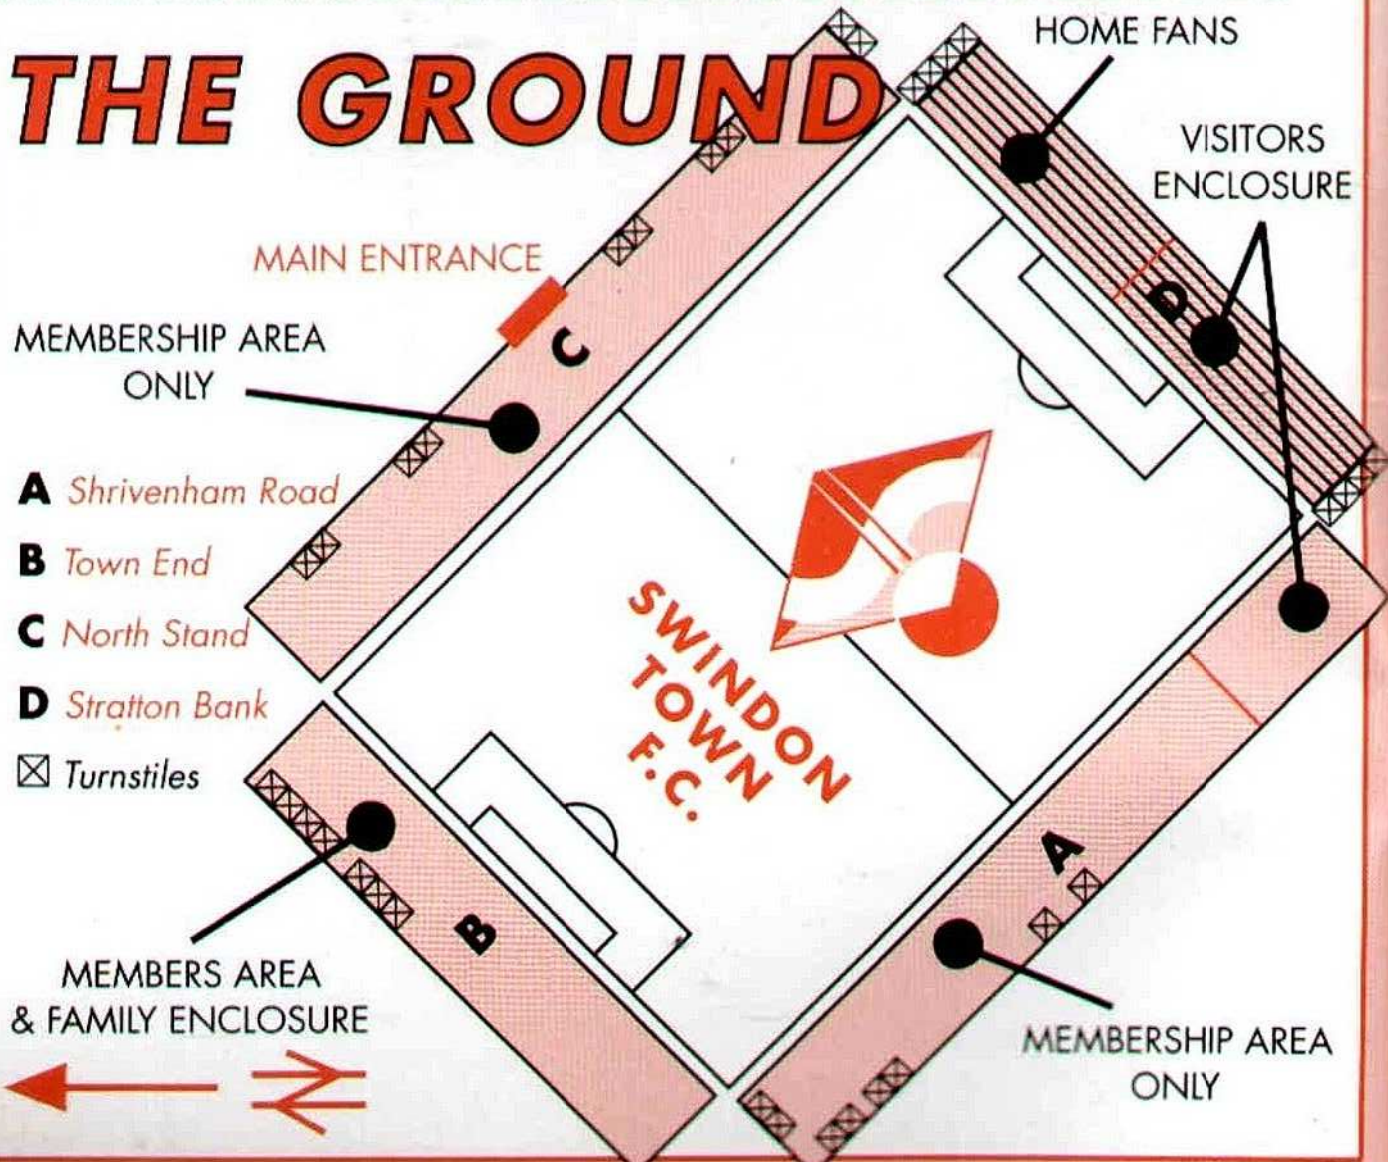 THE GROUND
HOME FANS
VISITORS
ENCLOSURE
MAIN ENTRANCE
C
D
MEMBERSHIP AREA
ONLY
A Shrivenham Road
B Town End
C North Stand
D Stratton Bank
Turnstiles
SWINDON
TOWN
F.C.
A
B
MEMBERS AREA
& FAMILY ENCLOSURE
MEMBERSHIP AREA
ONLY